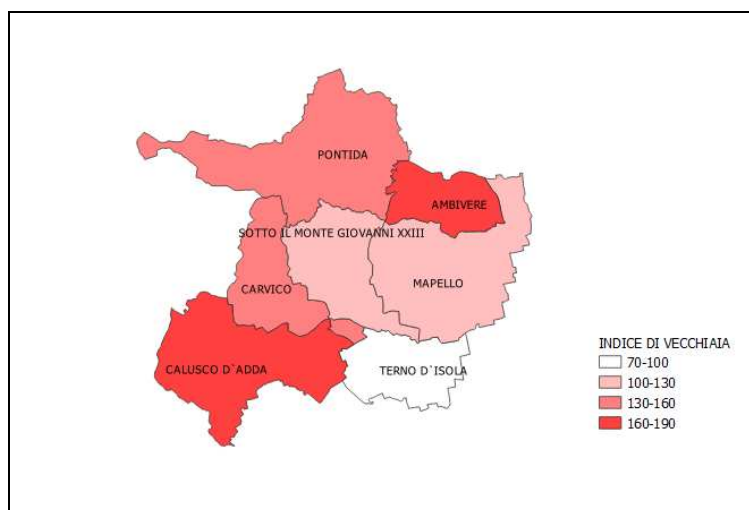 PONTIDA
AMBIVERE
SOTTO IL MONTE GIOVANNI XXIII
MAPELLO
CARVICO
CALUSCO D`ADDA
TERNO D`ISOLA
INDICE DI VECCHIAIA
70-100
100-130
130-160
160-190